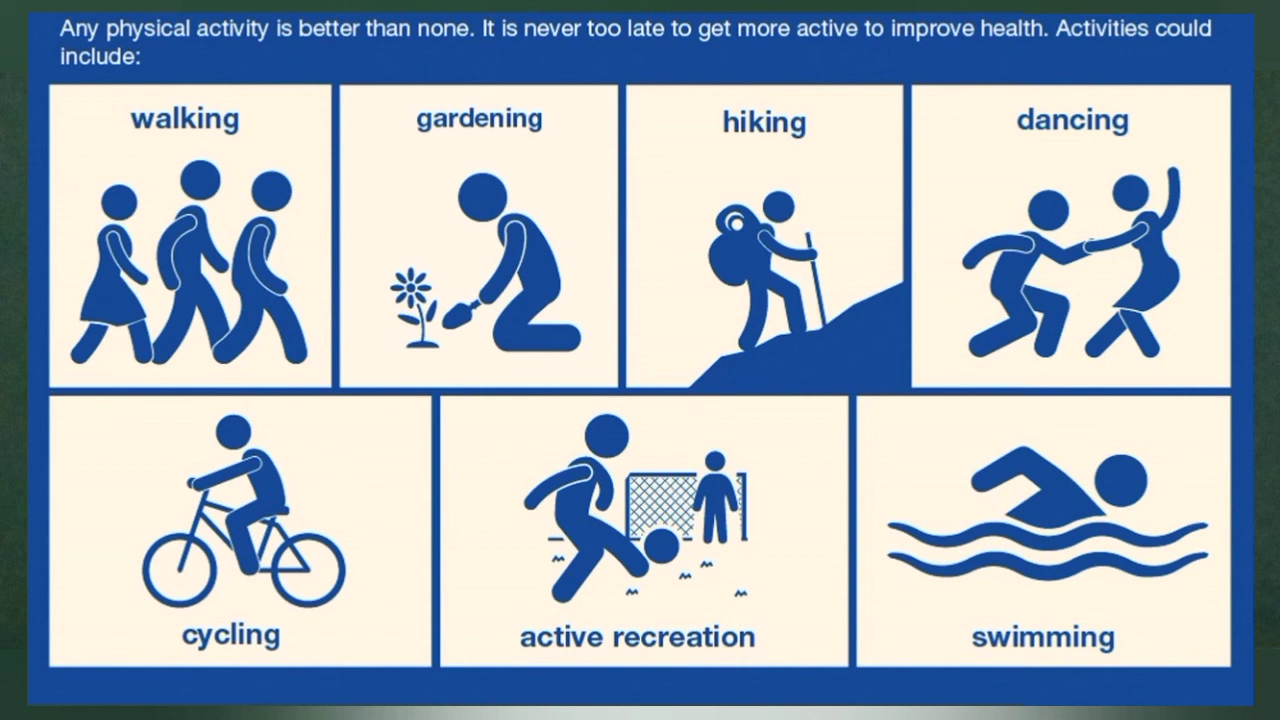 Any physical activity is better than none. It is never too late to get more active to improve health. Activities could
include:
walking
gardening
hiking
dancing
cycling
active recreation
swimming